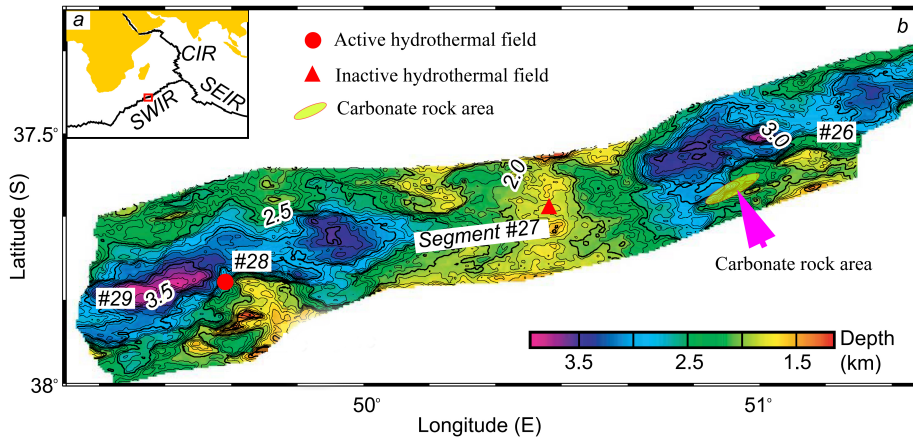 a
CIR
SWIR
SEIR
Active hydrothermal field
Inactive hydrothermal field
Carbonate rock area
b
37.5°
38°
Latitude (S)
3.0
#26
2.0
2.5
Segment #27
#28
#29
3.5
Carbonate rock area
Depth
(km)
3.5
2.5
1.5
50°
51°
Longitude (E)